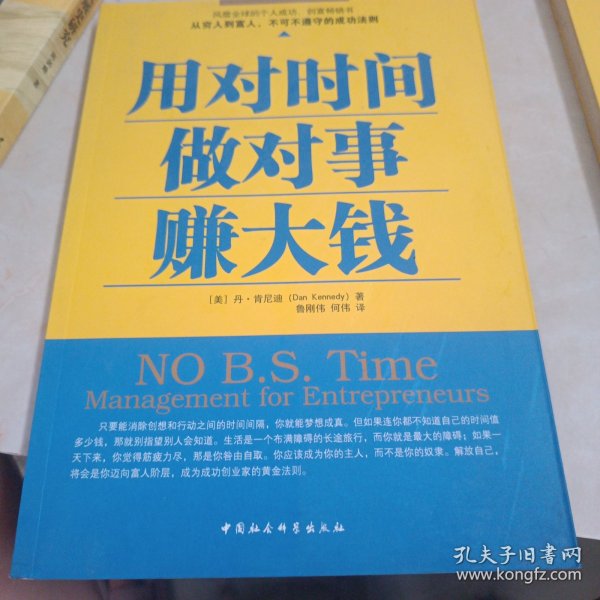 风靡全球的个人成功、创富畅销书
从穷人到富人，不可不遵守的成功法则
用对时间
做对事
赚大钱
［美］丹·肯尼迪（Dan Kennedy）著
鲁刚伟 何伟 译
NO B.S. Time
Management for Entrepreneurs
只要能消除创想和行动之间的时间间隔，你就能梦想成真。但如果连你都不知道自己的时间值
多少钱，那就别指望别人会知道。生活是一个布满障碍的长途旅行，而你就是最大的障碍；如果一
天下来，你觉得筋疲力尽，那是你咎由自取。你应该成为你的主人，而不是你的奴隶。解放自己，
将会是你迈向富人阶层，成为成功创业家的黄金法则。
中国社会科学出版社
孔夫子旧书网
www.kongfz.com